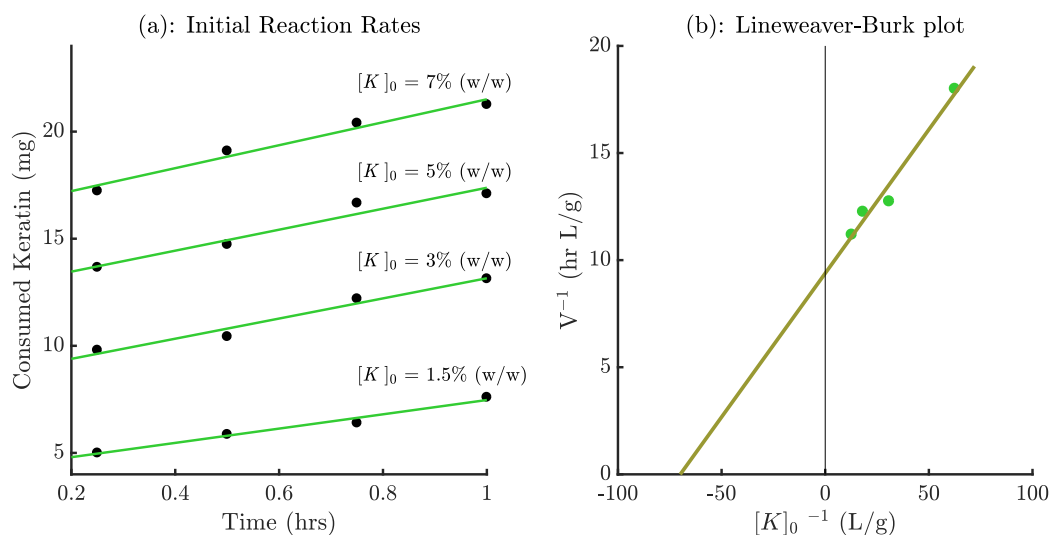 (a): Initial Reaction Rates
Consumed Keratin (mg)
20
15
10
5
[K]₀ = 7% (w/w)
[K]₀ = 5% (w/w)
[K]₀ = 3% (w/w)
[K]₀ = 1.5% (w/w)
0.2 0.4 0.6 0.8 1
Time (hrs)
(b): Lineweaver-Burk plot
V⁻¹ (hr L/g)
20
15
10
5
0
-100 -50 0 50 100
[K]₀ ⁻¹ (L/g)